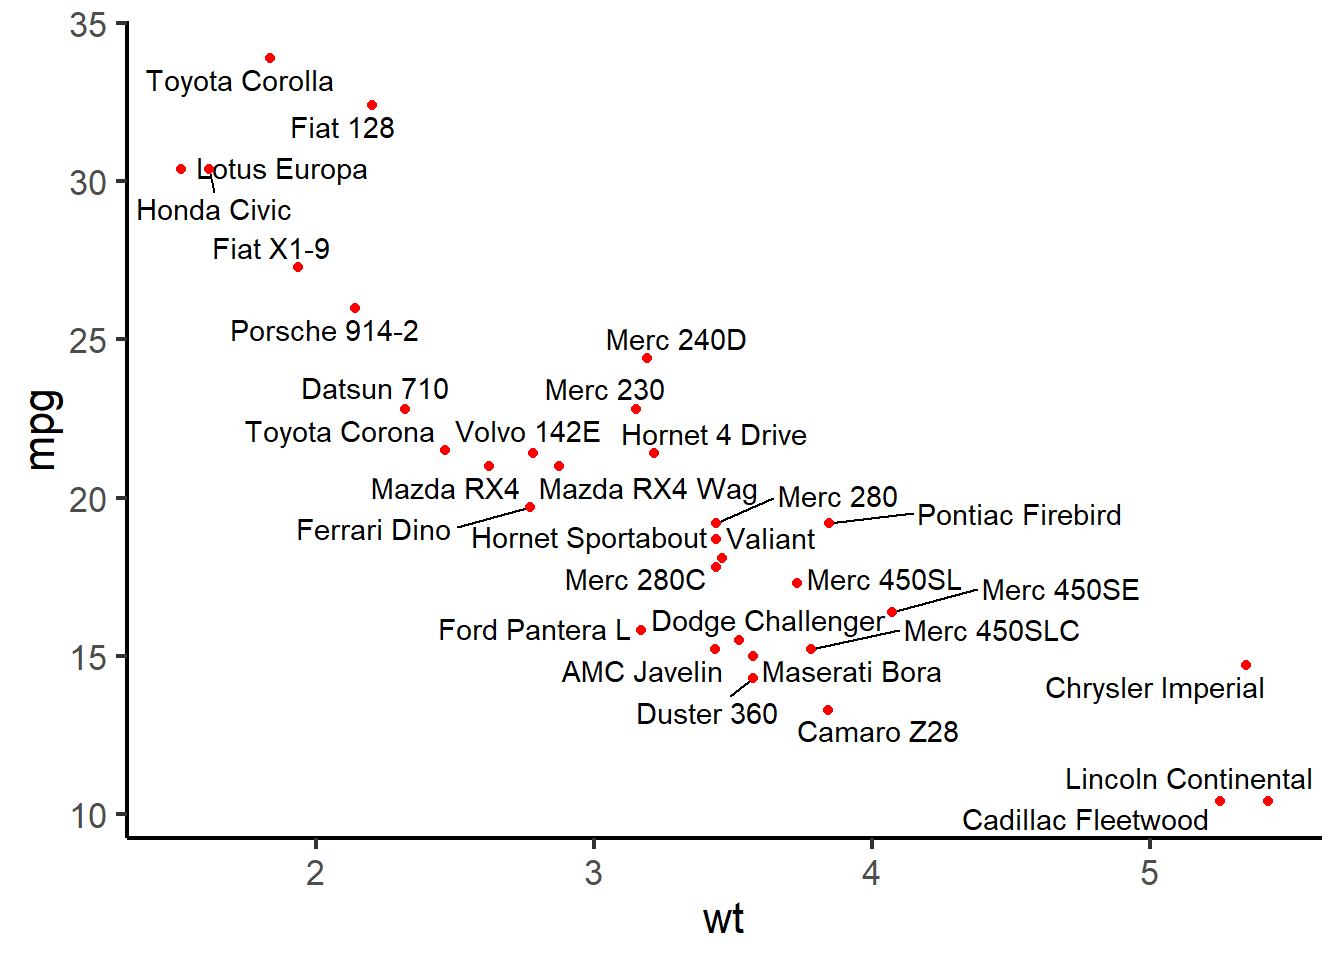 35
Toyota Corolla
Fiat 128
Lotus Europa
30
Honda Civic
Fiat X1-9
Porsche 914-2
25
Merc 240D
Datsun 710
Merc 230
mpg
Toyota Corona
Volvo 142E
Hornet 4 Drive
Mazda RX4
Mazda RX4 Wag
20
Merc 280
Pontiac Firebird
Ferrari Dino
Hornet Sportabout
Valiant
Merc 280C
Merc 450SL
Merc 450SE
Dodge Challenger
Ford Pantera L
Merc 450SLC
15
AMC Javelin
Maserati Bora
Chrysler Imperial
Duster 360
Camaro Z28
Lincoln Continental
10
Cadillac Fleetwood
2
3
4
5
wt